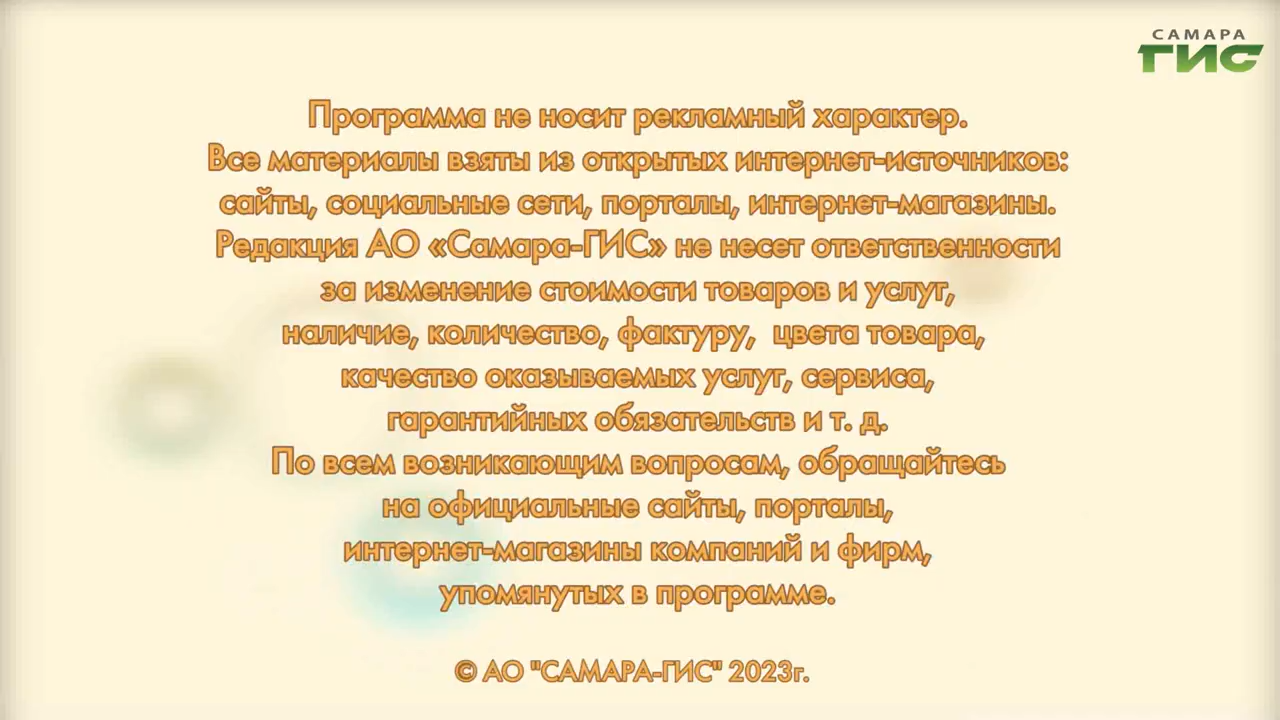 САМАРА
ГИС
Программа не носит рекламный характер.
Все материалы взяты из открытых интернет-источников:
сайты, социальные сети, порталы, интернет-магазины.
Редакция АО «Самара-ГИС» не несет ответственности
за изменение стоимости товаров и услуг,
наличие, количество, фактуру, цвета товара,
качество оказываемых услуг, сервиса,
гарантийных обязательств и т. д.
По всем возникающим вопросам, обращайтесь
на официальные сайты, порталы,
интернет-магазины компаний и фирм,
упомянутых в программе.
© АО "САМАРА-ГИС" 2023г.